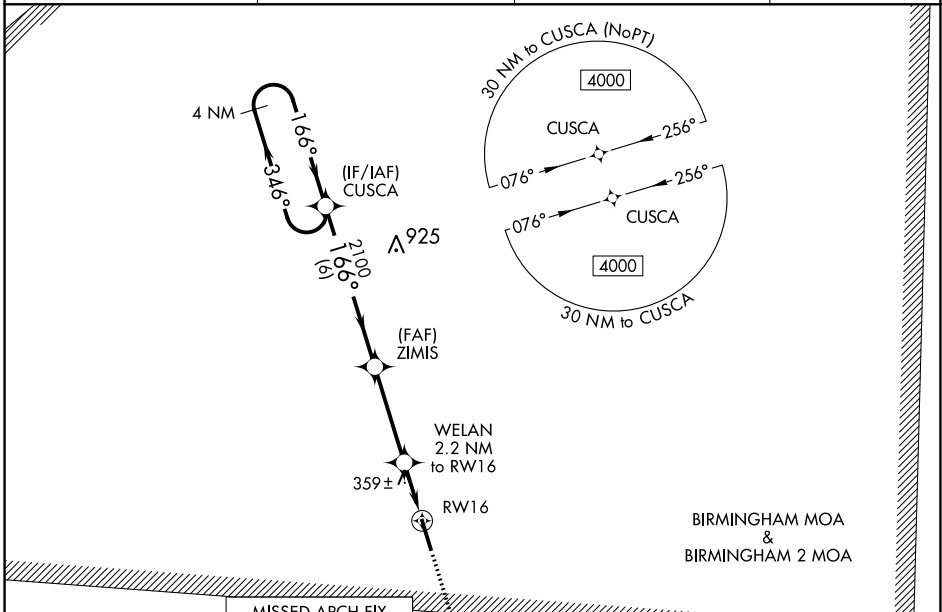 30 NM to CUSCA (NoPT)
4000
CUSCA
256°
076°
256°
076°
CUSCA
4000
30 NM to CUSCA
4 NM
166°
346°
(IF/IAF)
CUSCA
925
2100
166°
(6)
(FAF)
ZIMIS
WELAN
2.2 NM
to RW16
359±
RW16
BIRMINGHAM MOA
&
BIRMINGHAM 2 MOA
MISSED APCH FIX